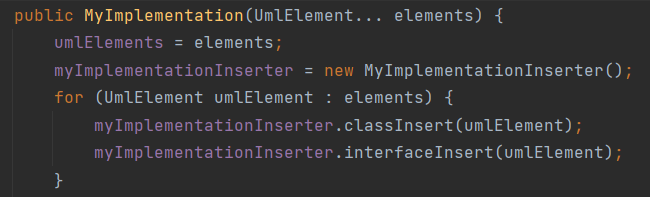 public MyImplementation(UmlElement... elements) {
umlElements = elements;
myImplementationInserter = new MyImplementationInserter();
for (UmlElement umlElement : elements) {
myImplementationInserter.classInsert(umlElement);
myImplementationInserter.interfaceInsert(umlElement);
}